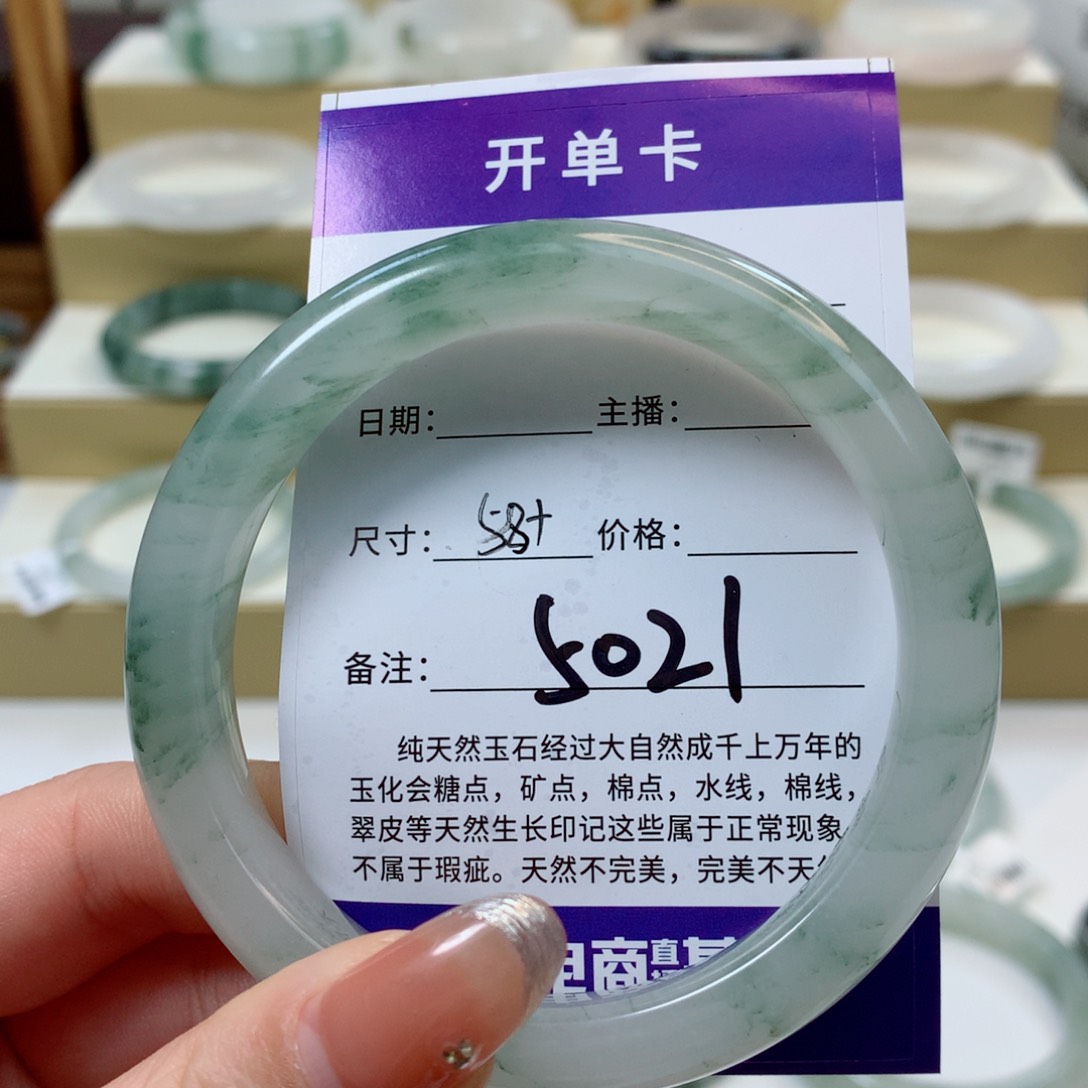 开单卡
日期： 主播：
尺寸：58+ 价格：
备注：5021
纯天然玉石经过大自然成千上万年的
玉化会糖点，矿点，棉点，水线，棉线，
翠皮等天然生长印记这些属于正常现象
不属于瑕疵。天然不完美，完美不天
电商直